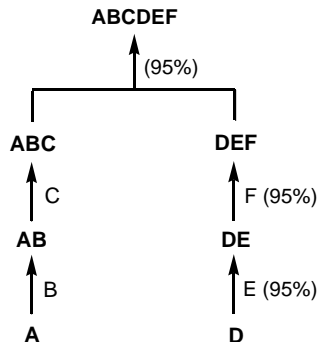 ABCDEF
(95%)
ABC DEF
C F (95%)
AB DE
B E (95%)
A D